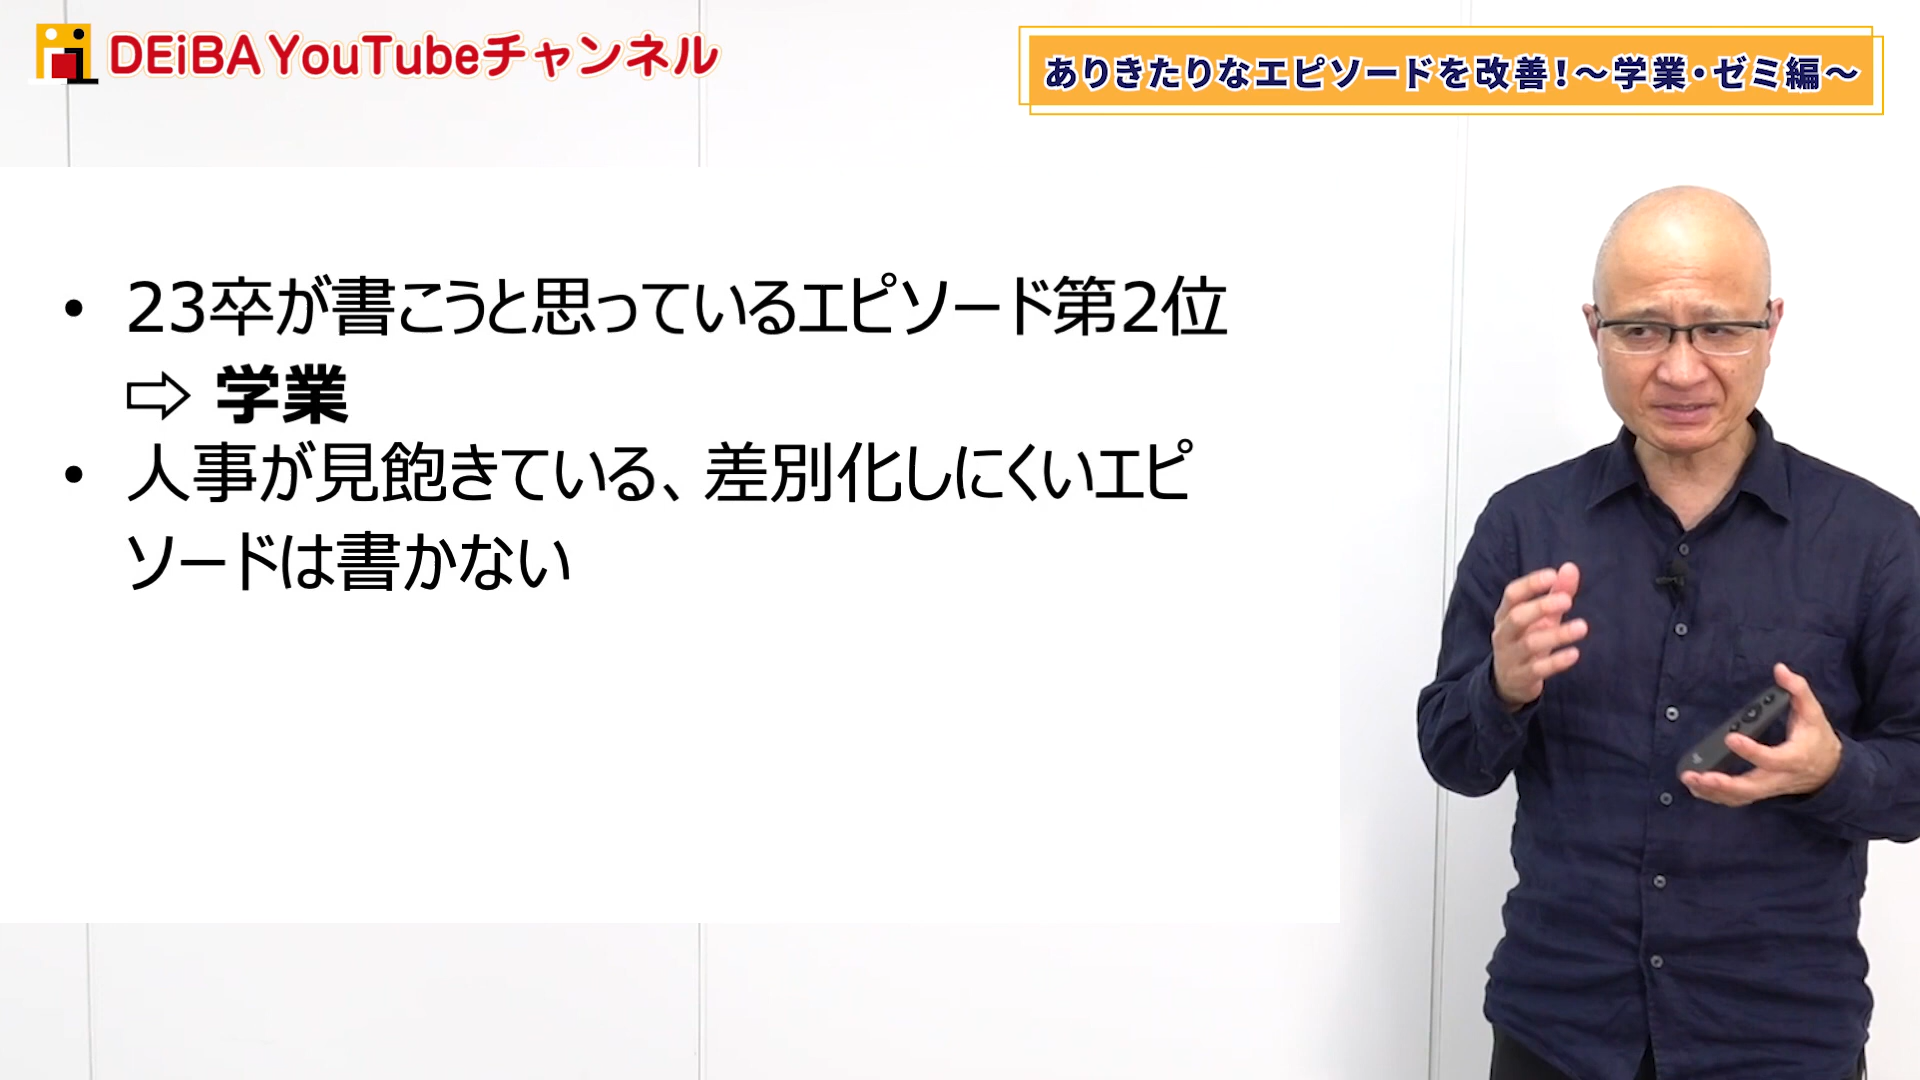 DEiBA YouTubeチャンネル
ありきたりなエピソードを改善！～学業・ゼミ編～
• 23卒が書こうと思っているエピソード第2位
⇨ 学業
• 人事が見飽きている、差別化しにくいエピ
ソードは書かない